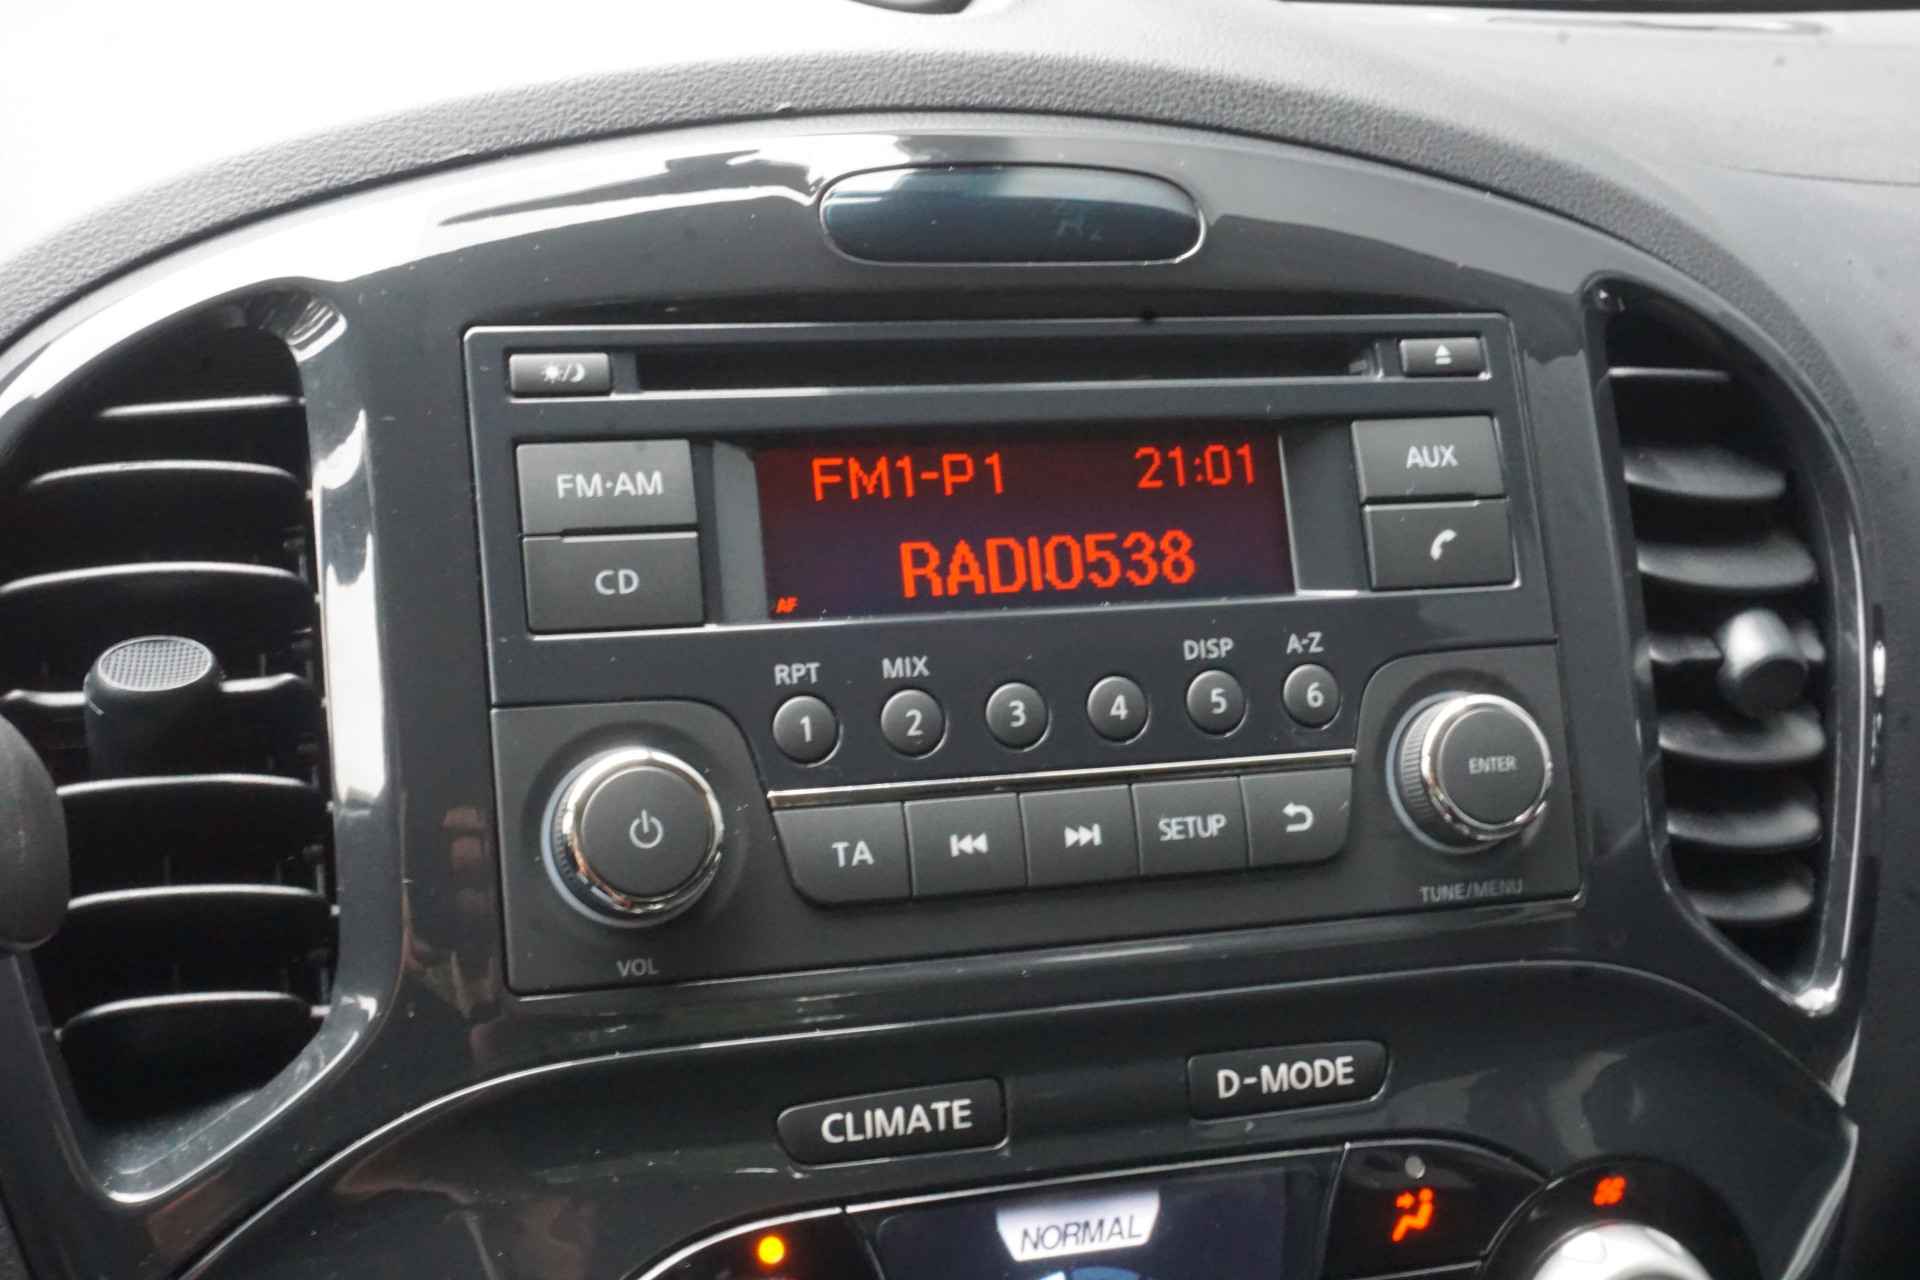 FM·AM
CD
FM1-P1 21:01
RADIO538
AF
AUX
RPT MIX DISP A-Z
1 2 3 4 5 6
TA SETUP
ENTER
VOL
TUNE/MENU
CLIMATE
D-MODE
NORMAL